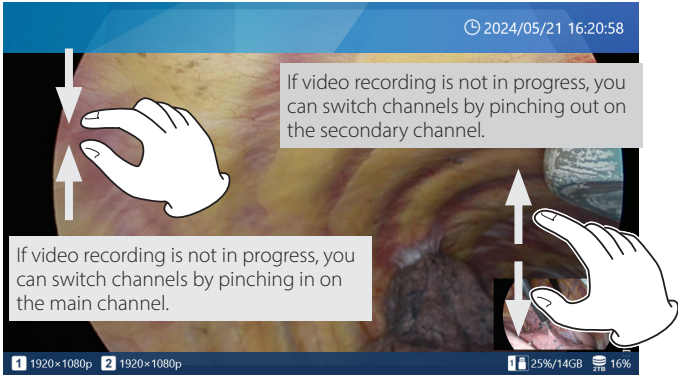 2024/05/21 16:20:58
If video recording is not in progress, you
can switch channels by pinching out on
the secondary channel.
If video recording is not in progress, you
can switch channels by pinching in on
the main channel.
1 1920×1080p 2 1920×1080p
1 25%/14GB 2TB 16%